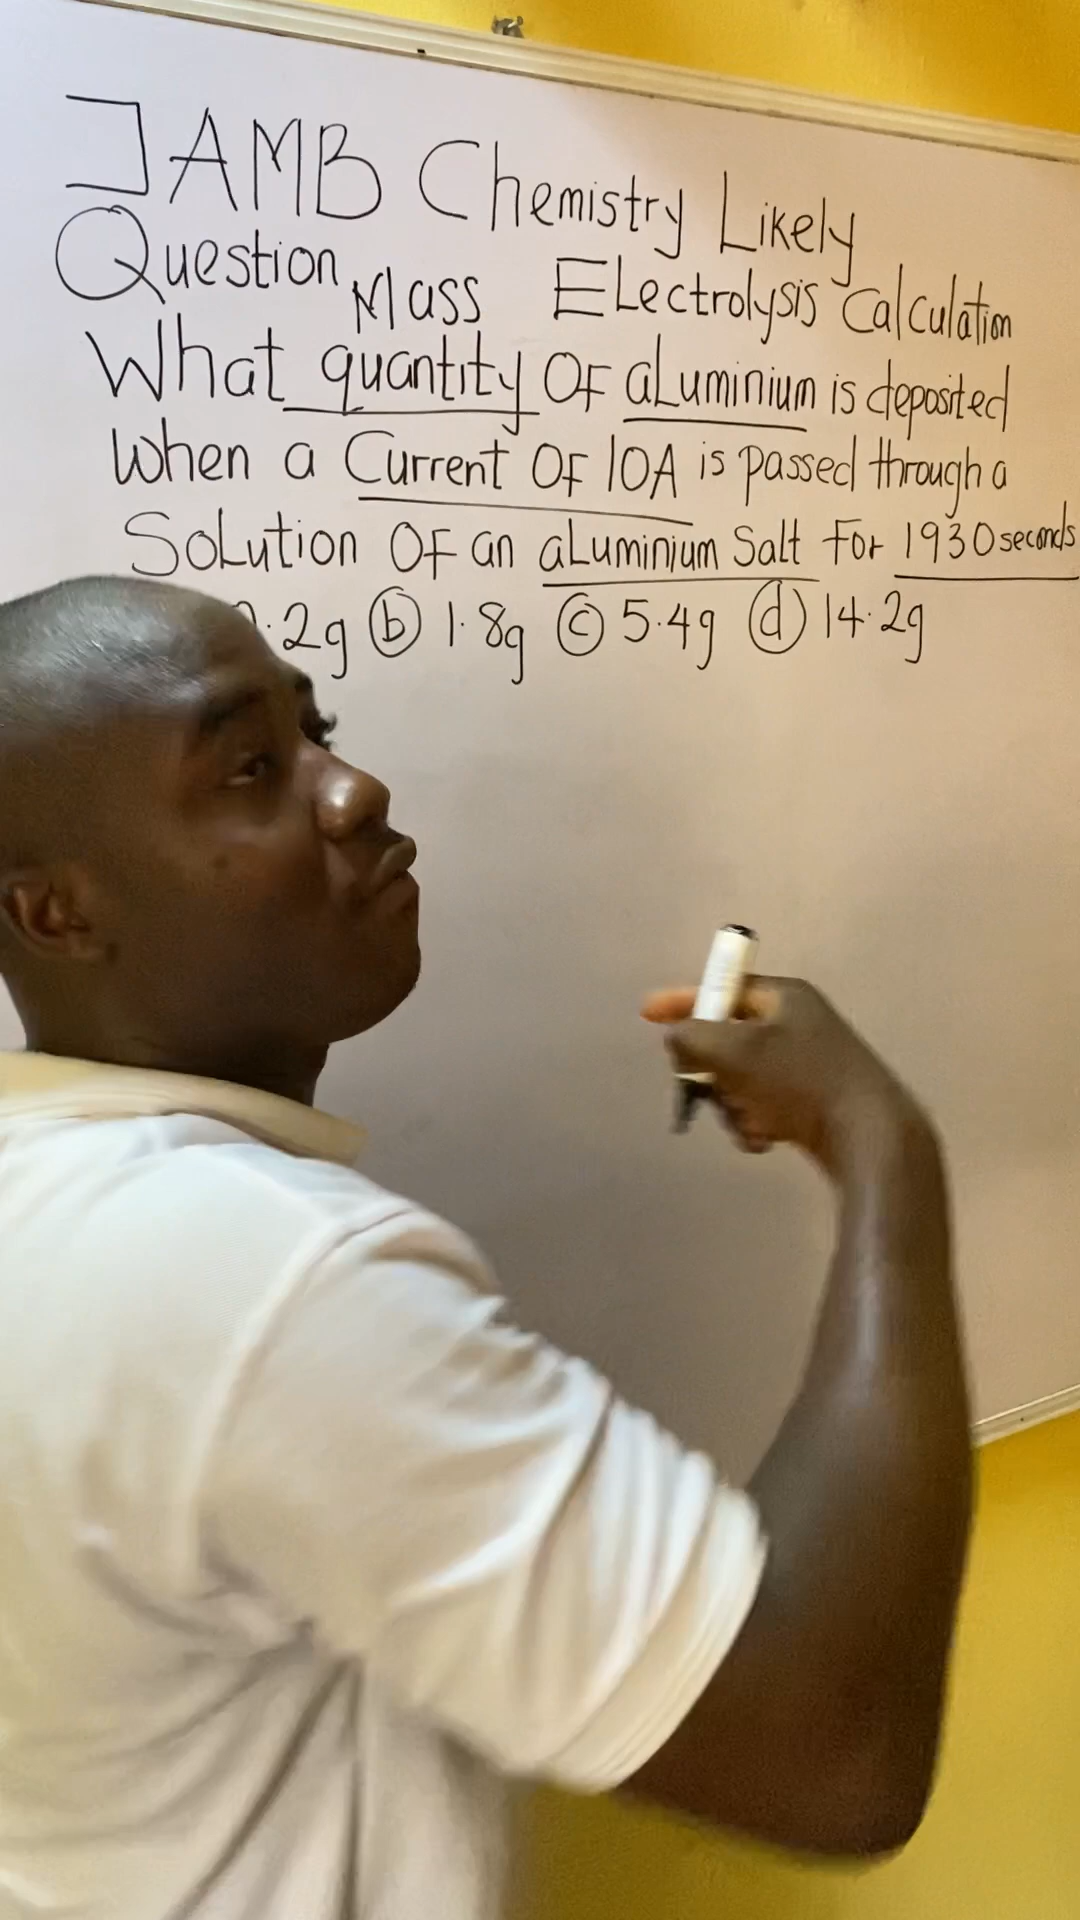 JAMB Chemistry Likely
Question Mass Electrolysis Calculation
What quantity OF aluminium is deposited
When a Current OF 10A is passed through a
Solution OF an aluminium Salt For 1930 seconds
.2g (b) 1.8g (c) 5.4g (d) 14.2g